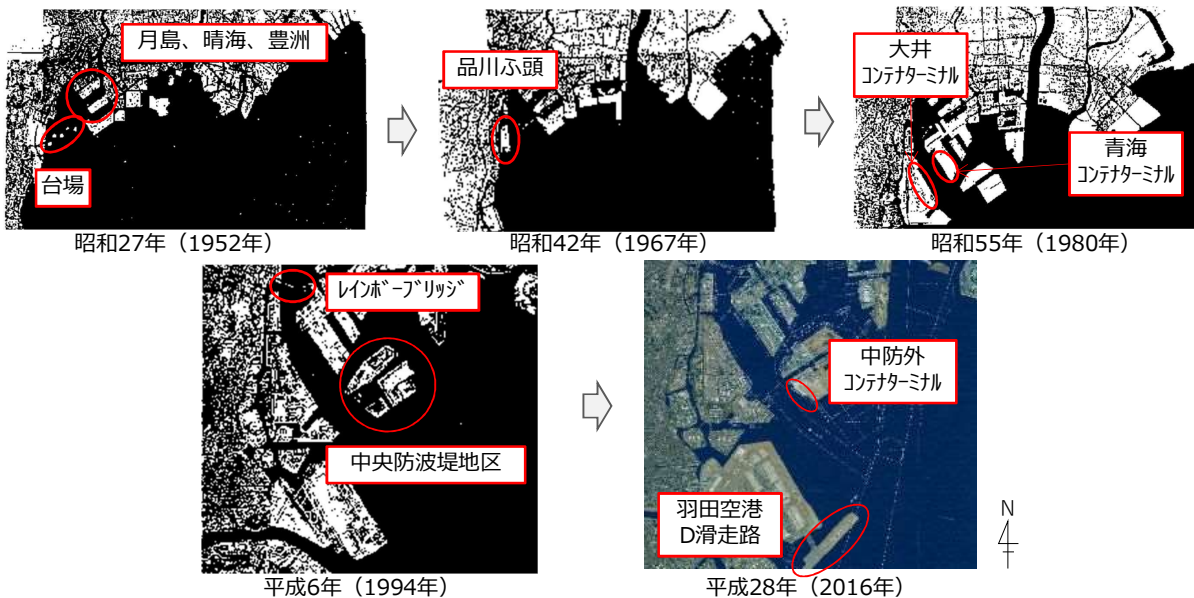 月島、晴海、豊洲
台場
昭和27年（1952年）
品川ふ頭
昭和42年（1967年）
大井
ｺﾝﾃﾅﾀｰﾐﾅﾙ
青海
ｺﾝﾃﾅﾀｰﾐﾅﾙ
昭和55年（1980年）
ﾚｲﾝﾎﾞｰﾌﾞﾘｯｼﾞ
中央防波堤地区
平成6年（1994年）
中防外
ｺﾝﾃﾅﾀｰﾐﾅﾙ
羽田空港
D滑走路
平成28年（2016年）
N